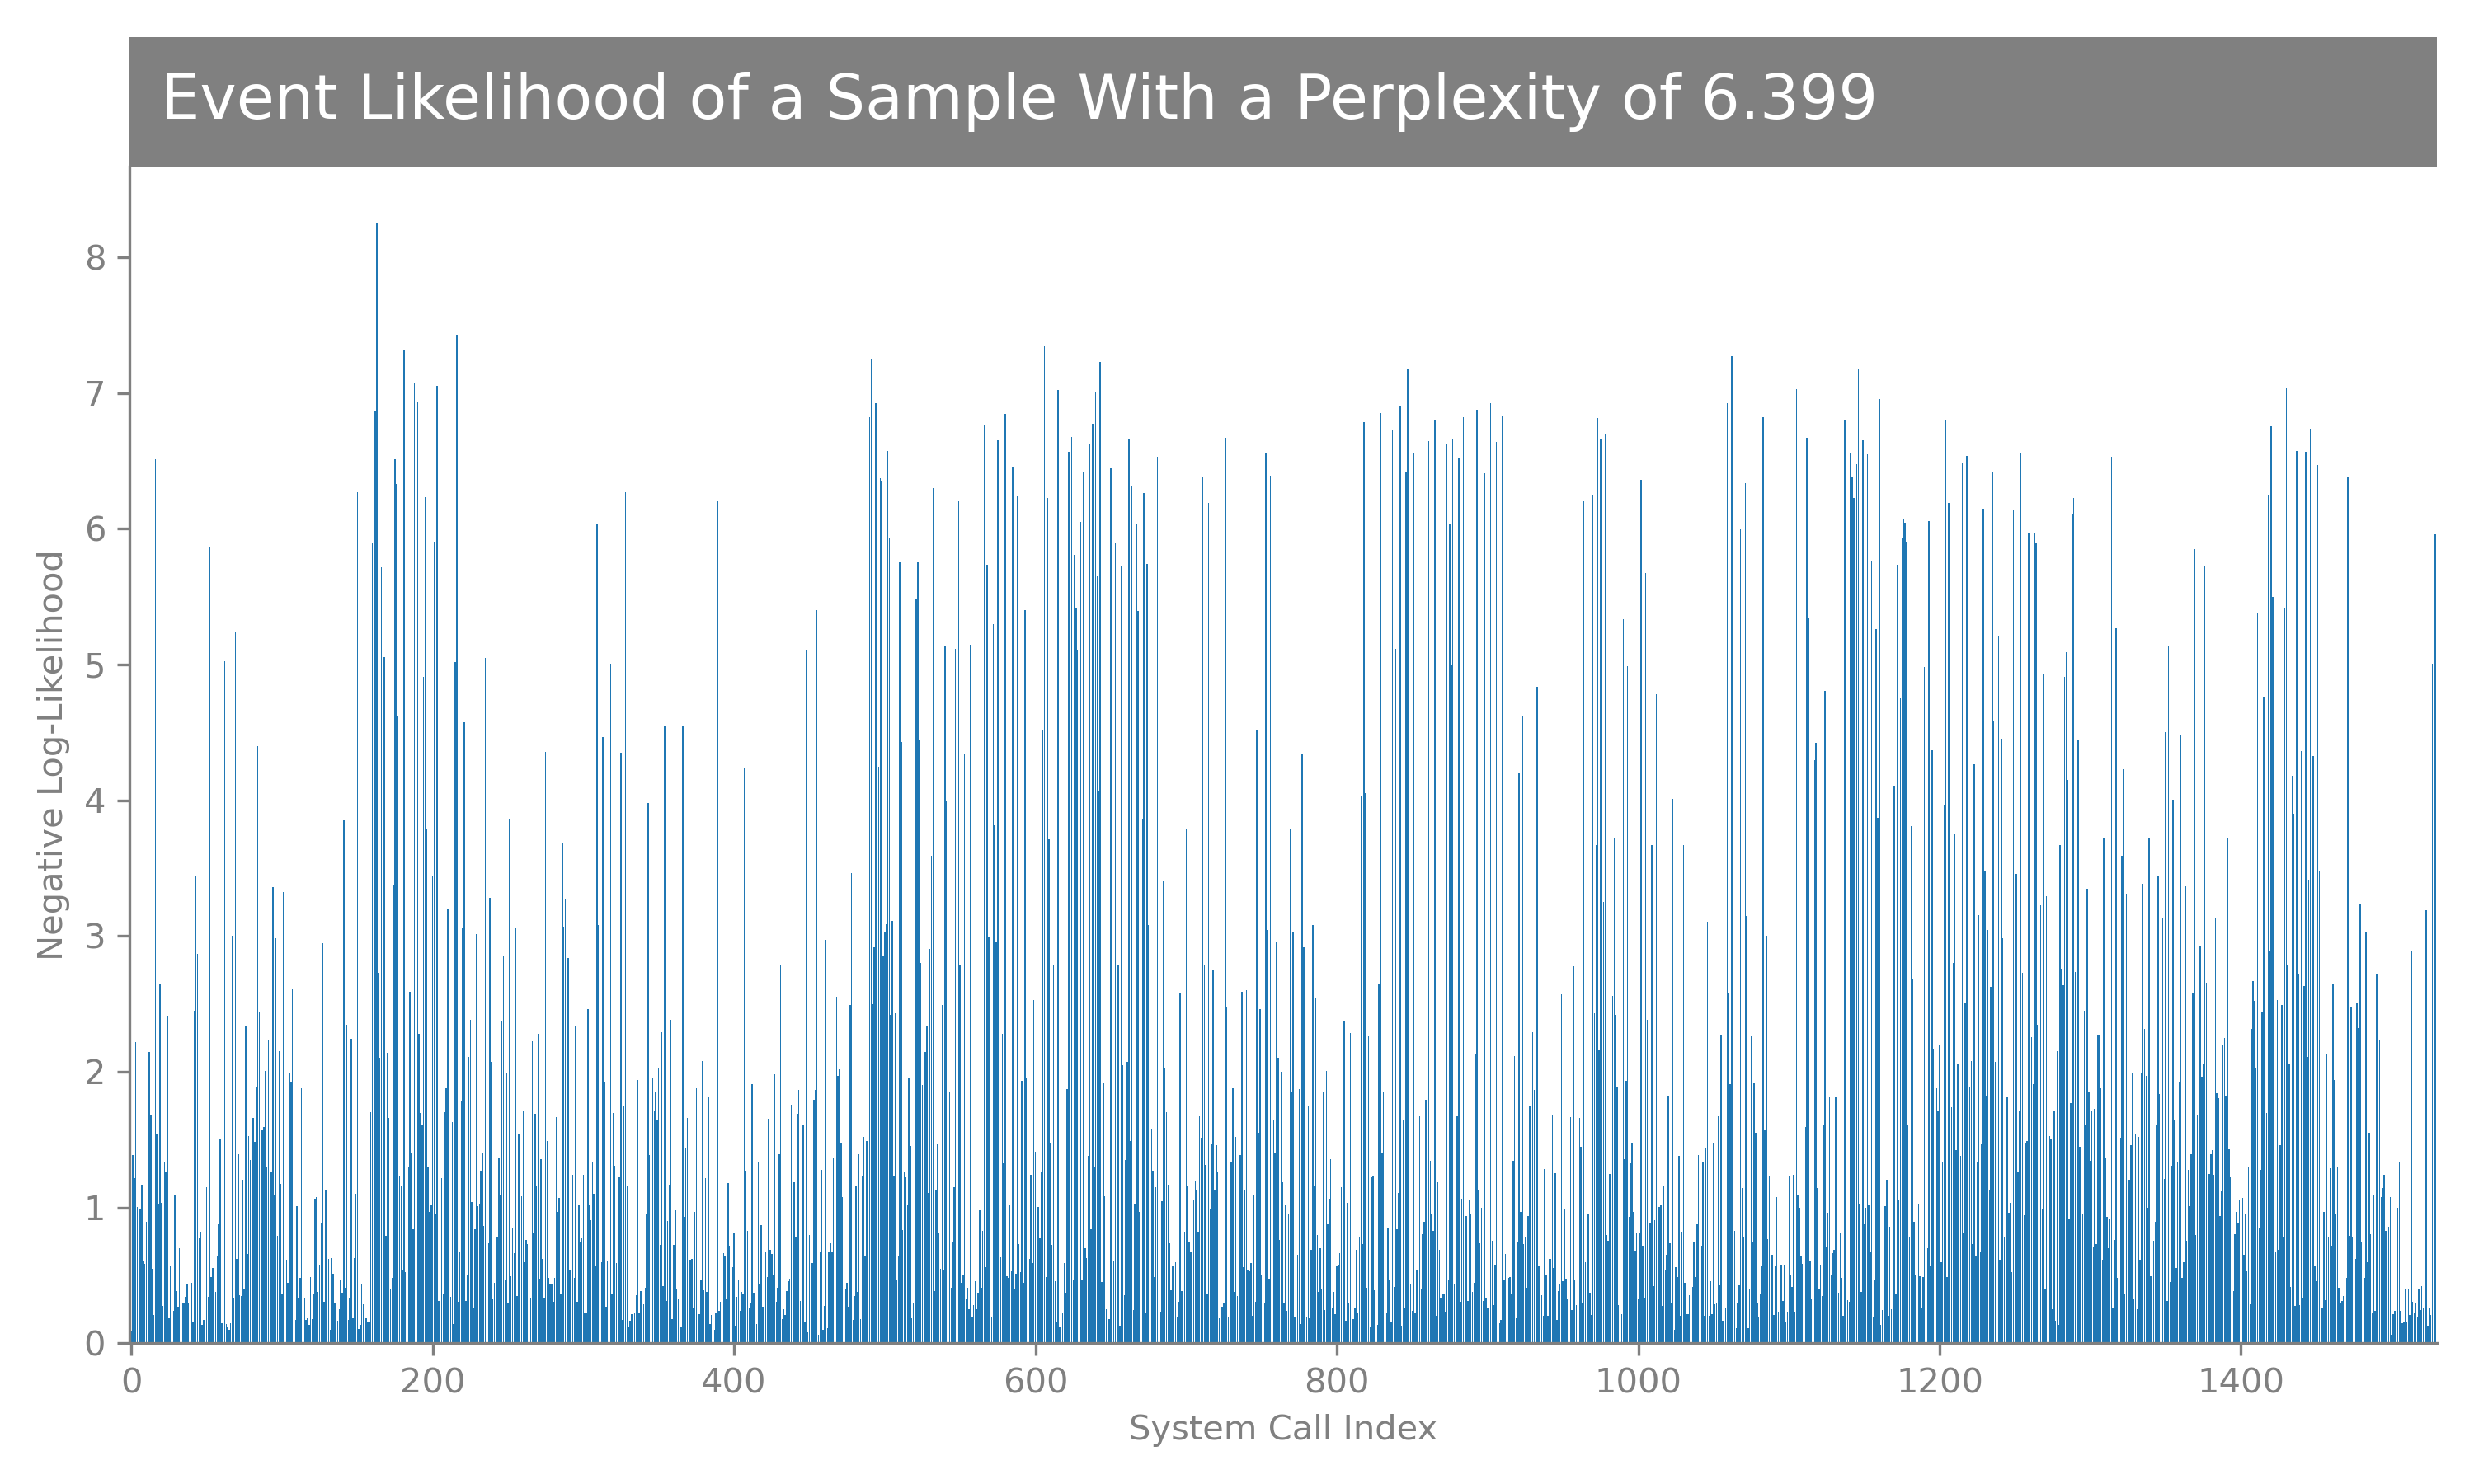 Event Likelihood of a Sample With a Perplexity of 6.399
8
7
6
5
4
3
2
1
0
Negative Log-Likelihood
0 200 400 600 800 1000 1200 1400
System Call Index